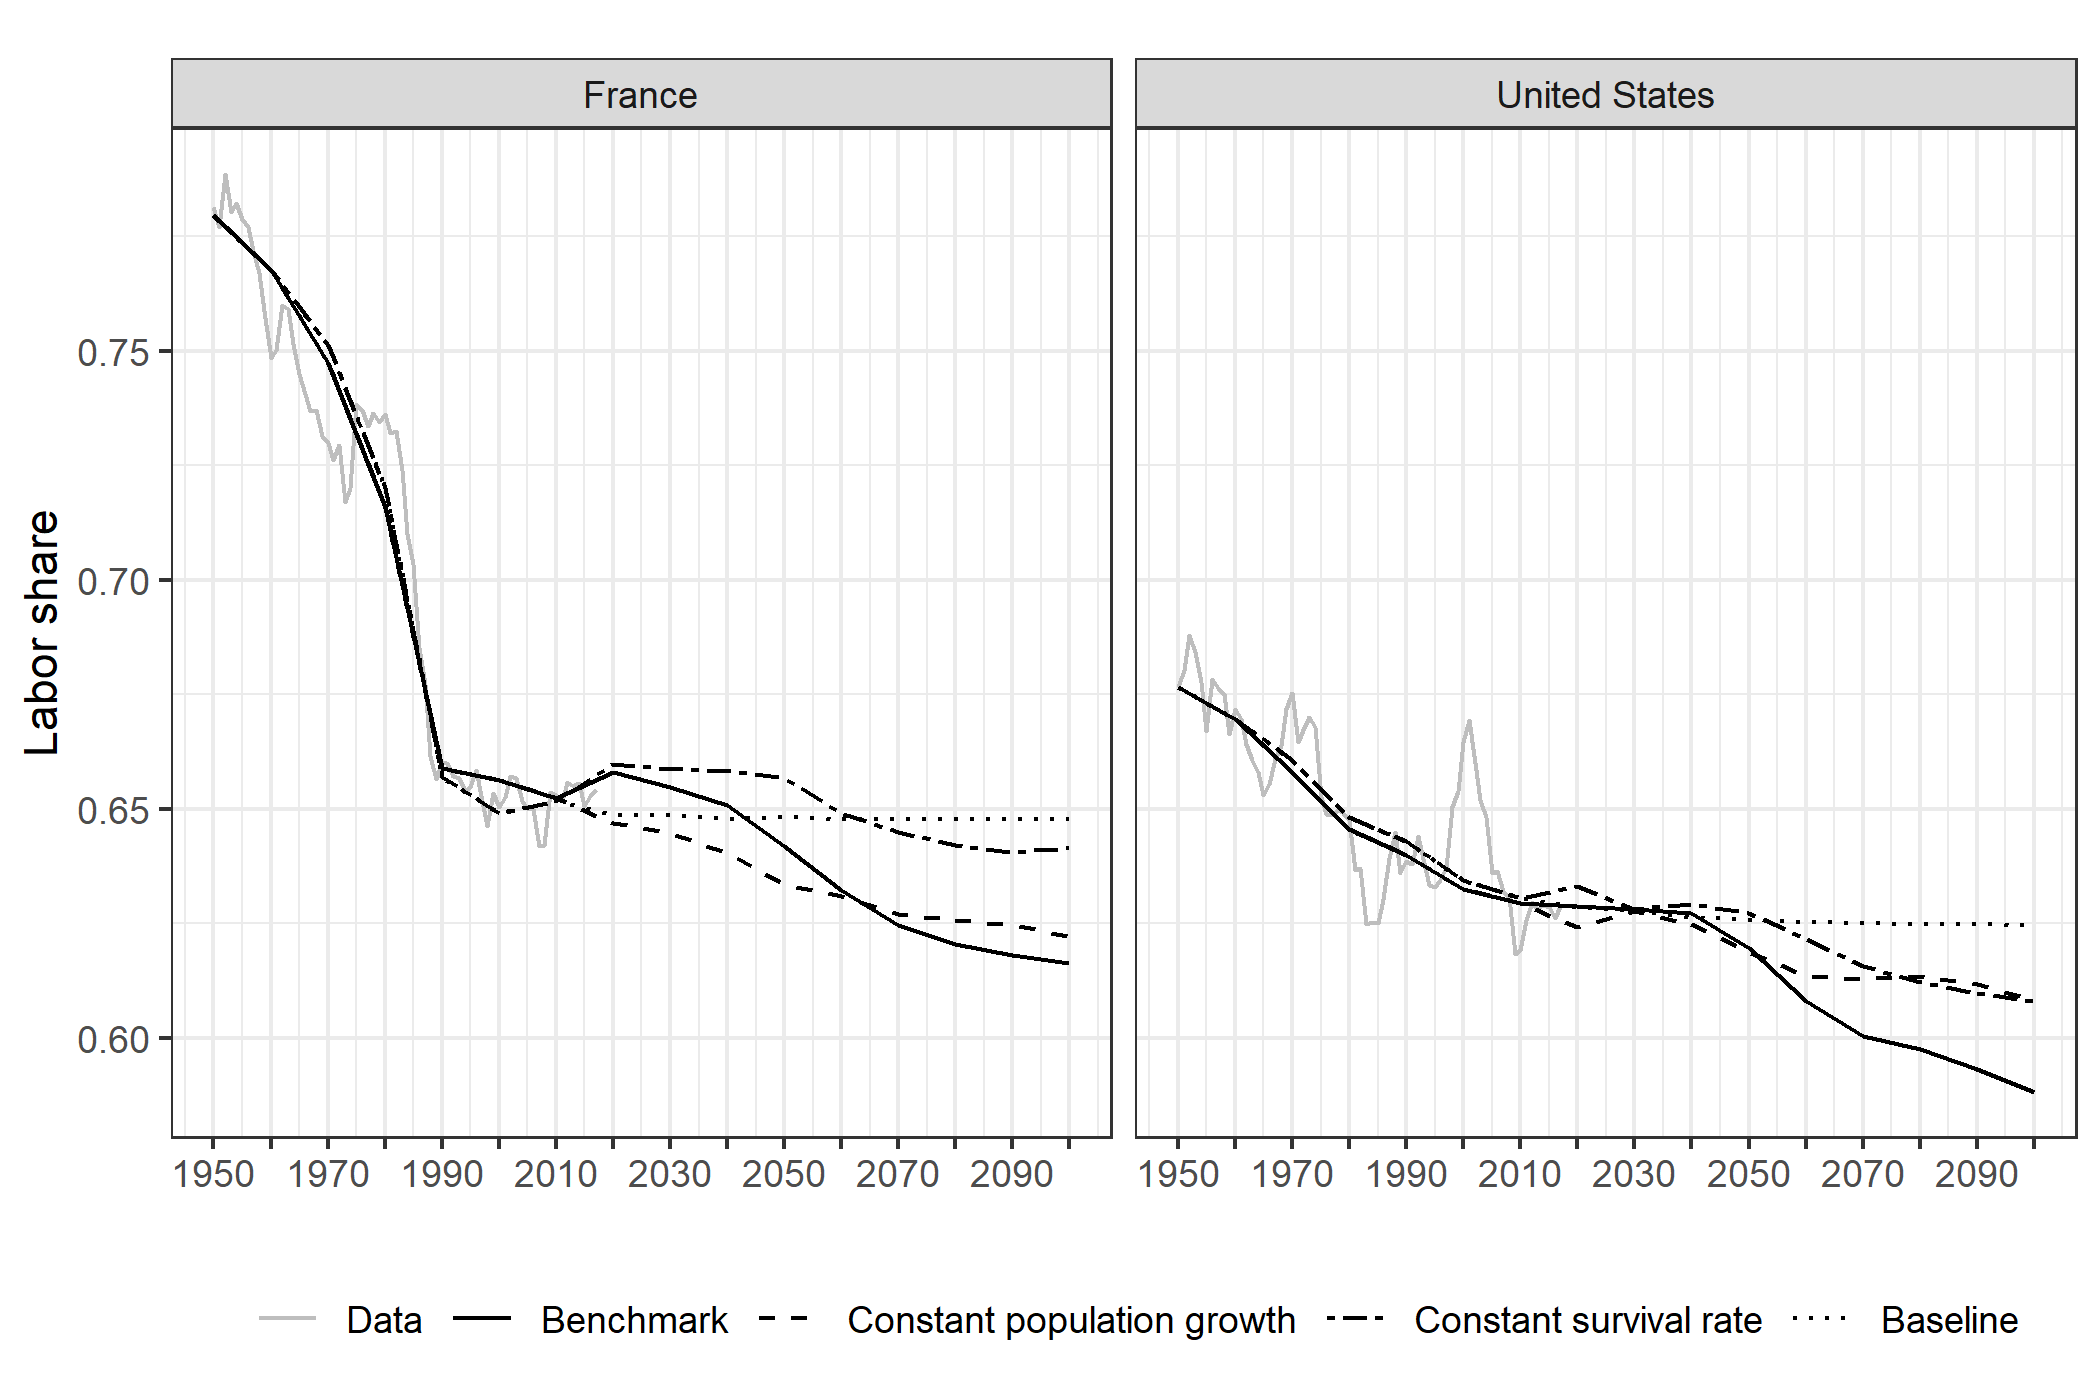 France
United States
Labor share
0.75
0.70
0.65
0.60
1950 1970 1990 2010 2030 2050 2070 2090
1950 1970 1990 2010 2030 2050 2070 2090
Data Benchmark Constant population growth Constant survival rate Baseline